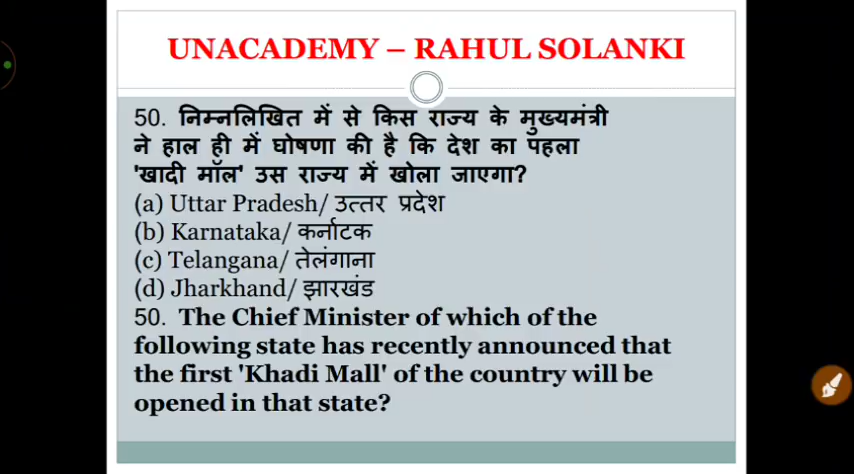 UNACADEMY – RAHUL SOLANKI
50. निम्नलिखित में से किस राज्य के मुख्यमंत्री
ने हाल ही में घोषणा की है कि देश का पहला
'खादी मॉल' उस राज्य में खोला जाएगा?
(a) Uttar Pradesh/ उत्तर प्रदेश
(b) Karnataka/ कर्नाटक
(c) Telangana/ तेलंगाना
(d) Jharkhand/ झारखंड
50. The Chief Minister of which of the
following state has recently announced that
the first 'Khadi Mall' of the country will be
opened in that state?